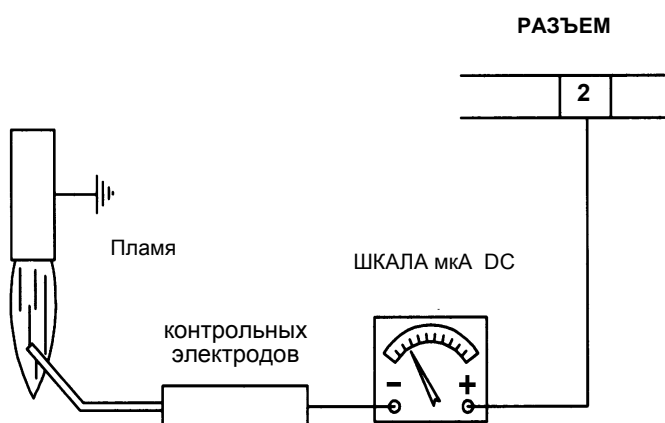 РАЗЪЕМ
2
Пламя
ШКАЛА мкА DC
контрольных
электродов
- +